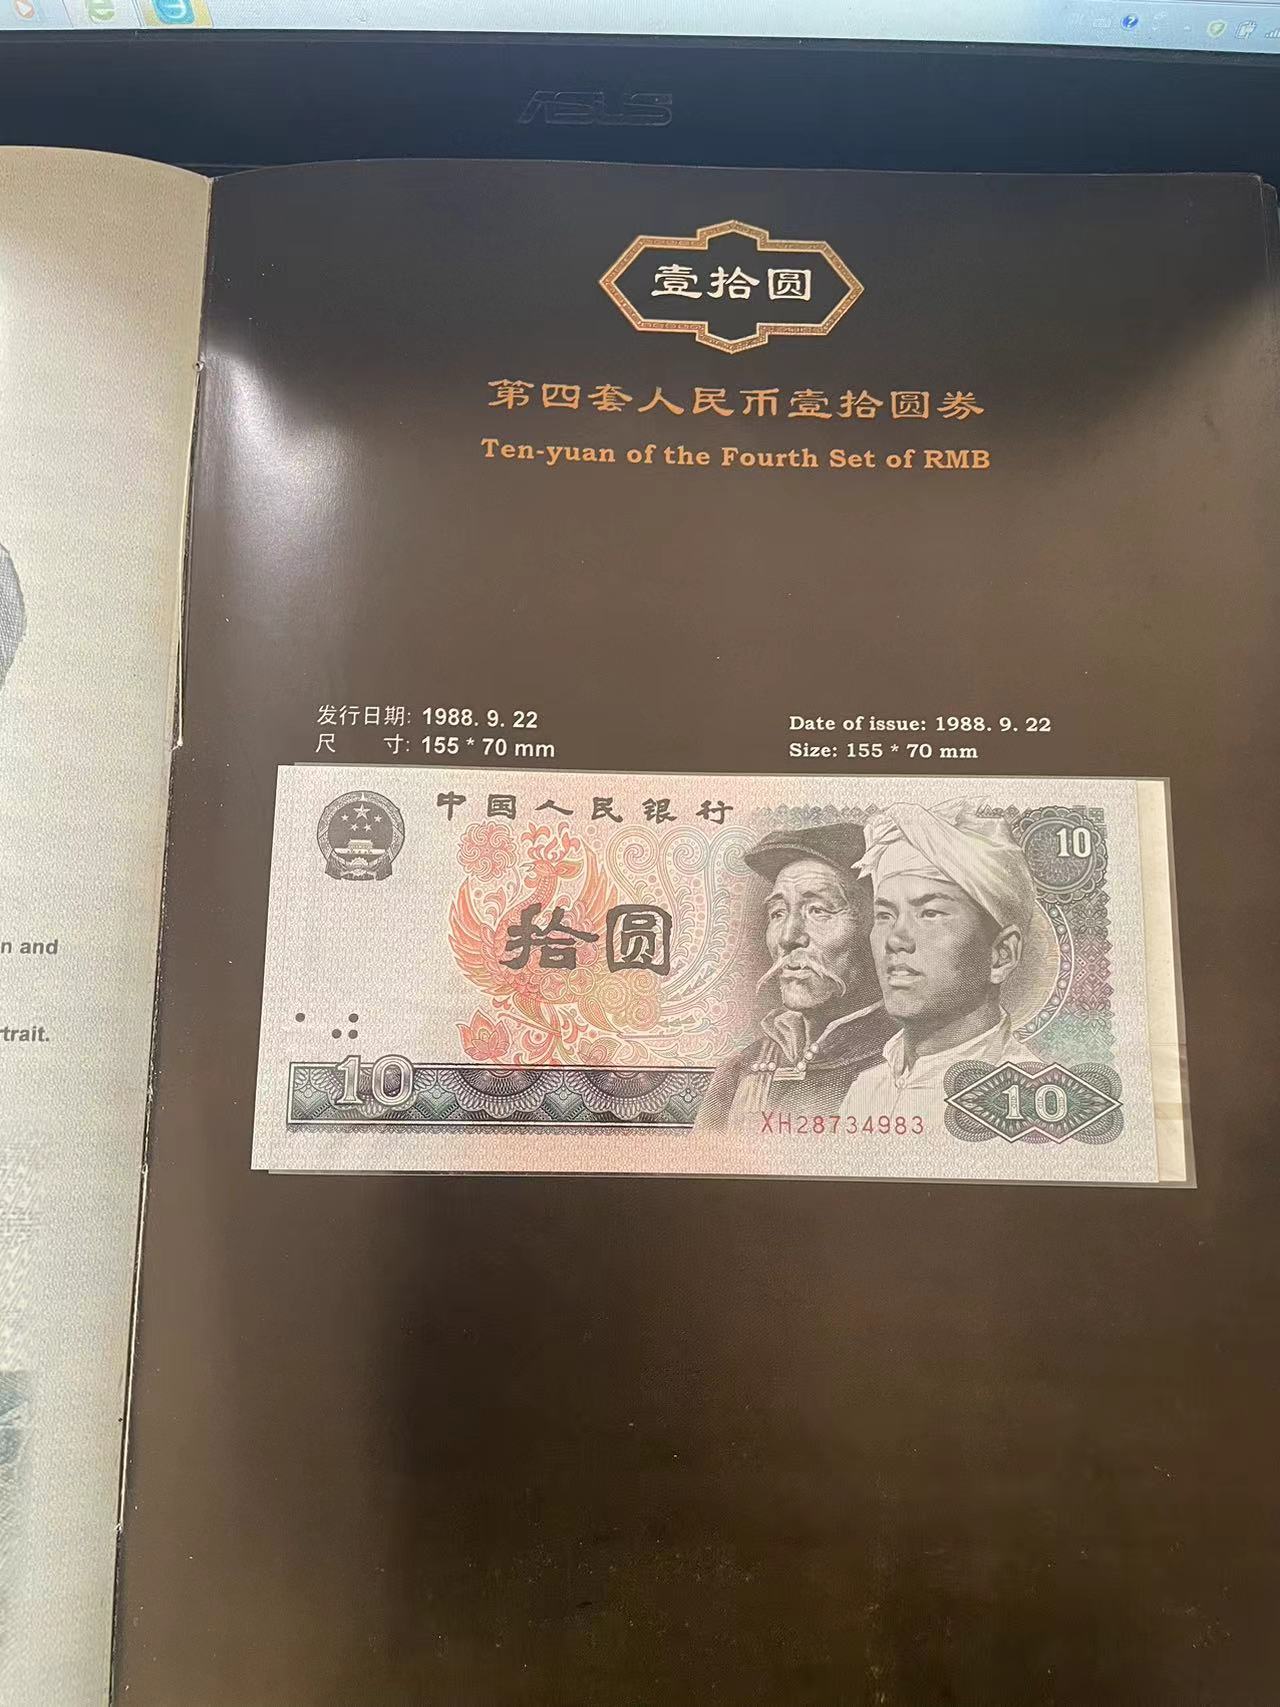 ASUS
壹拾圆
第四套人民币壹拾圆券
Ten-yuan of the Fourth Set of RMB
发行日期: 1988. 9. 22
尺 寸: 155 * 70 mm
Date of issue: 1988. 9. 22
Size: 155 * 70 mm
中国人民银行
10
拾圆
10
XH28734983
10
n and
rtrait.